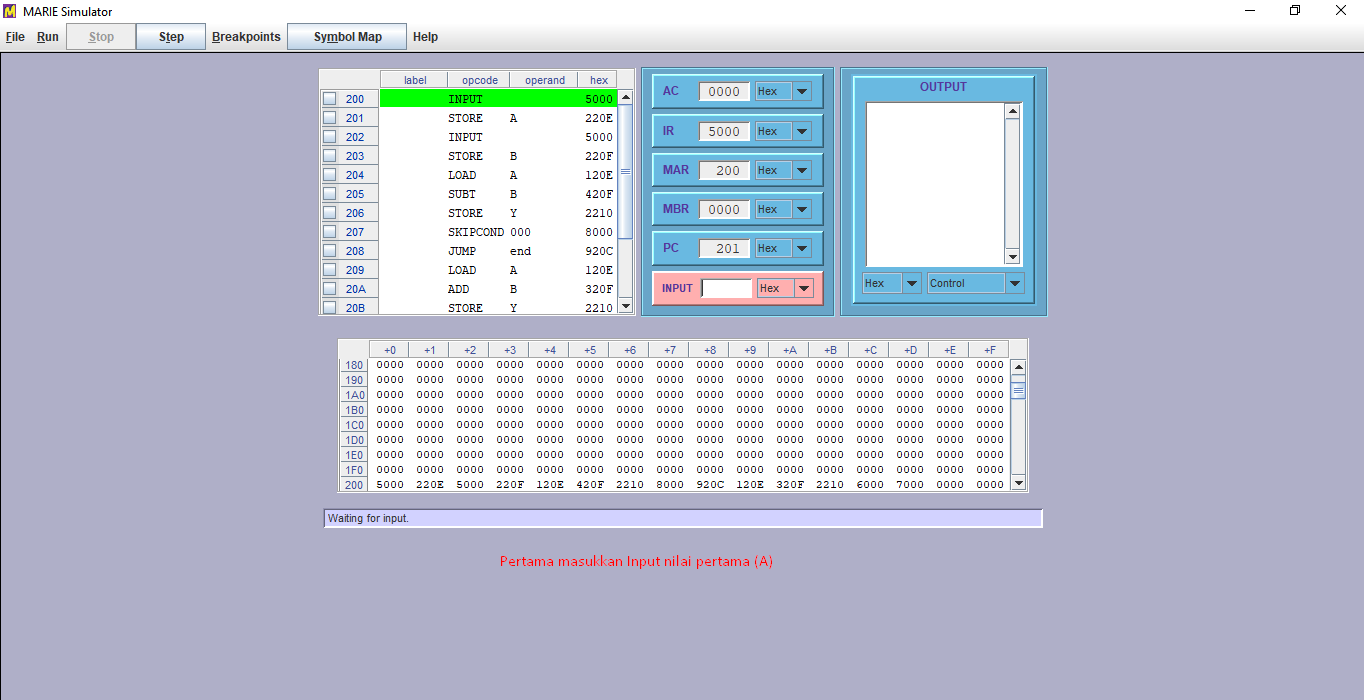 MARIE Simulator
File Run Stop Step Breakpoints Symbol Map Help
label opcode operand hex
200 INPUT 5000
201 STORE A 220E
202 INPUT 5000
203 STORE B 220F
204 LOAD A 120E
205 SUBT B 420F
206 STORE Y 2210
207 SKIPCOND 000 8000
208 JUMP end 920C
209 LOAD A 120E
20A ADD B 320F
20B STORE Y 2210
AC 0000 Hex
IR 5000 Hex
MAR 200 Hex
MBR 0000 Hex
PC 201 Hex
INPUT Hex
OUTPUT
Hex Control
+0 +1 +2 +3 +4 +5 +6 +7 +8 +9 +A +B +C +D +E +F
180 0000 0000 0000 0000 0000 0000 0000 0000 0000 0000 0000 0000 0000 0000 0000 0000
190 0000 0000 0000 0000 0000 0000 0000 0000 0000 0000 0000 0000 0000 0000 0000 0000
1A0 0000 0000 0000 0000 0000 0000 0000 0000 0000 0000 0000 0000 0000 0000 0000 0000
1B0 0000 0000 0000 0000 0000 0000 0000 0000 0000 0000 0000 0000 0000 0000 0000 0000
1C0 0000 0000 0000 0000 0000 0000 0000 0000 0000 0000 0000 0000 0000 0000 0000 0000
1D0 0000 0000 0000 0000 0000 0000 0000 0000 0000 0000 0000 0000 0000 0000 0000 0000
1E0 0000 0000 0000 0000 0000 0000 0000 0000 0000 0000 0000 0000 0000 0000 0000 0000
1F0 0000 0000 0000 0000 0000 0000 0000 0000 0000 0000 0000 0000 0000 0000 0000 0000
200 5000 220E 5000 220F 120E 420F 2210 8000 920C 120E 320F 2210 6000 7000 0000 0000
Waiting for input.
Pertama masukkan Input nilai pertama (A)